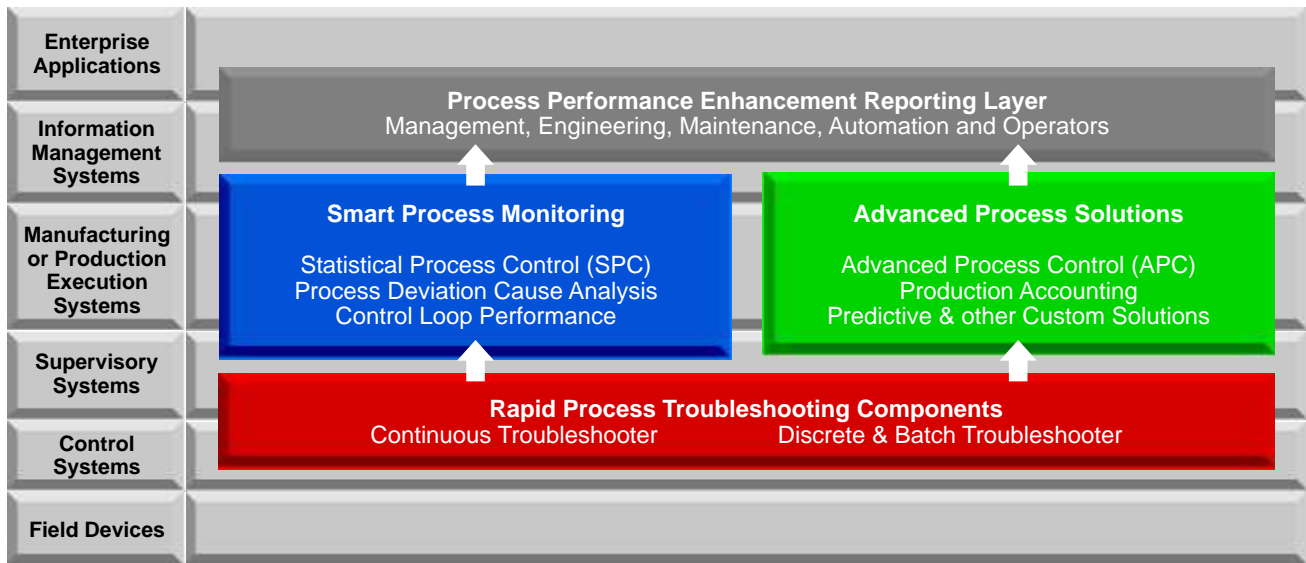 Enterprise
Applications
Information
Management
Systems
Manufacturing
or Production
Execution
Systems
Supervisory
Systems
Control
Systems
Field Devices
Process Performance Enhancement Reporting Layer
Management, Engineering, Maintenance, Automation and Operators
Smart Process Monitoring
Statistical Process Control (SPC)
Process Deviation Cause Analysis
Control Loop Performance
Advanced Process Solutions
Advanced Process Control (APC)
Production Accounting
Predictive & other Custom Solutions
Rapid Process Troubleshooting Components
Continuous Troubleshooter
Discrete & Batch Troubleshooter